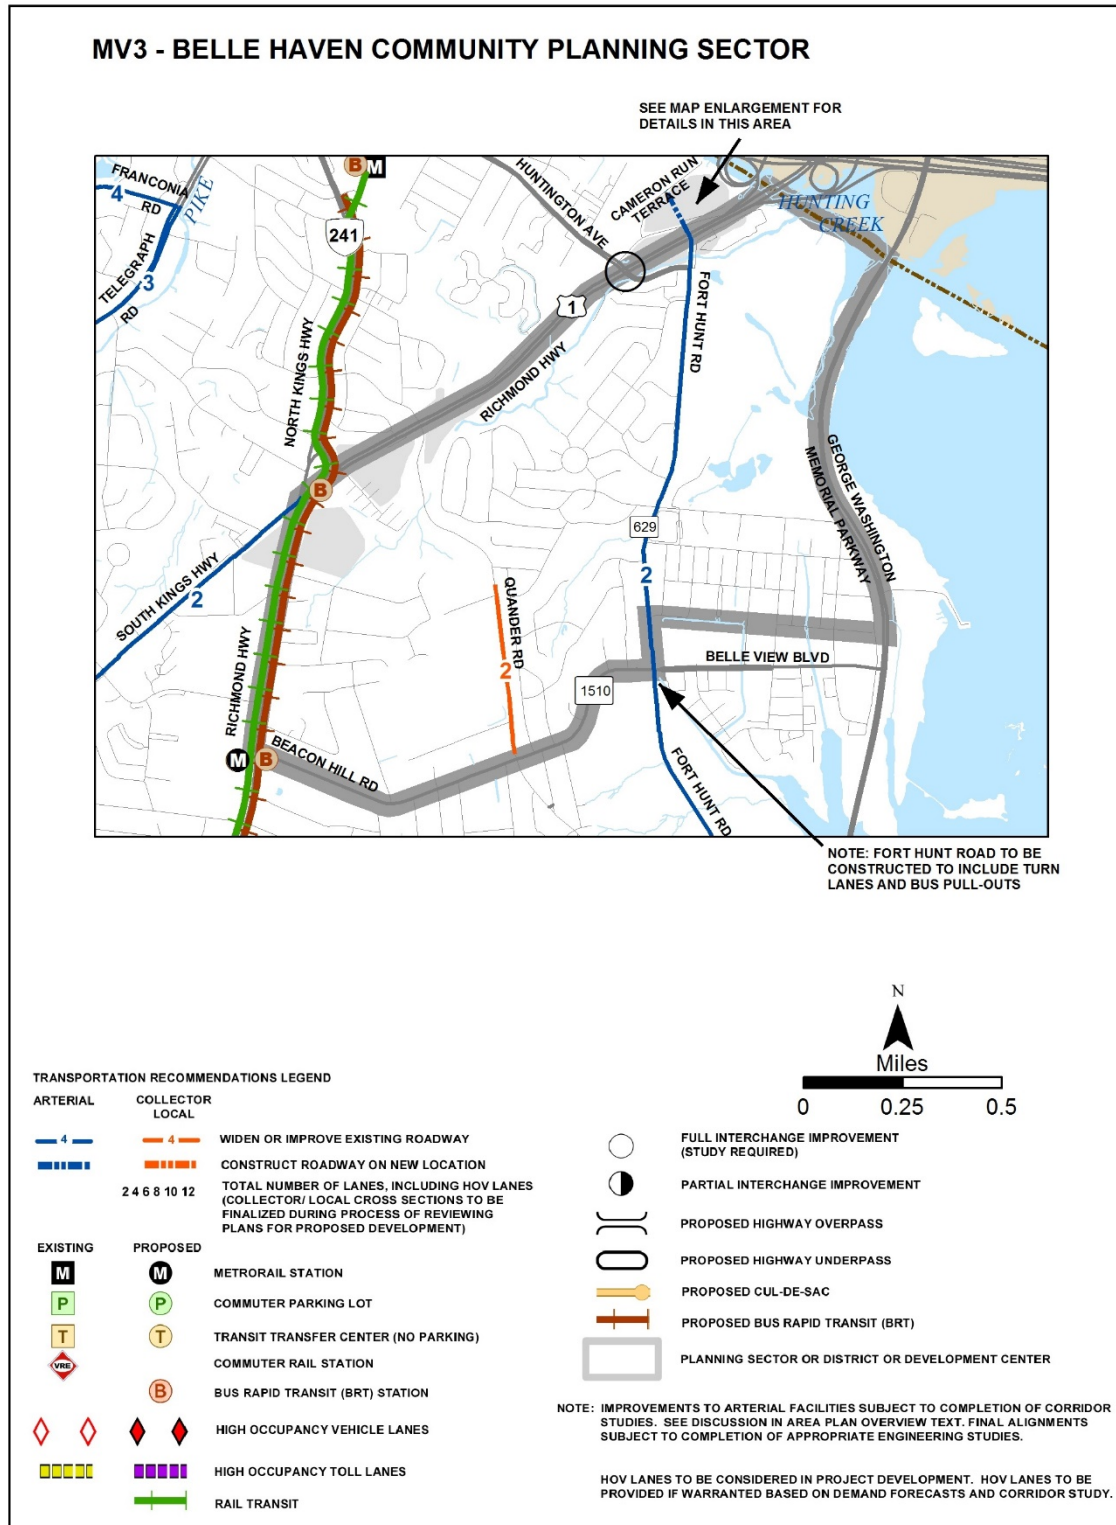 MV3 - BELLE HAVEN COMMUNITY PLANNING SECTOR
SEE MAP ENLARGEMENT FOR
DETAILS IN THIS AREA
FRANCONIA
RD
4
PIKE
TELEGRAPH
RD
3
B
M
241
HUNTINGTON AVE
CAMERON RUN
TERRACE
HUNTING
CREEK
1
RICHMOND HWY
NORTH KINGS HWY
FORT HUNT RD
B
GEORGE WASHINGTON
MEMORIAL PARKWAY
629
2
SOUTH KINGS HWY
2
QUANDER RD
2
BELLE VIEW BLVD
1510
RICHMOND HWY
M
B
BEACON HILL RD
FORT HUNT RD
NOTE: FORT HUNT ROAD TO BE
CONSTRUCTED TO INCLUDE TURN
LANES AND BUS PULL-OUTS
N
Miles
0 0.25 0.5
TRANSPORTATION RECOMMENDATIONS LEGEND
ARTERIAL
COLLECTOR
LOCAL
4 4 WIDEN OR IMPROVE EXISTING ROADWAY
CONSTRUCT ROADWAY ON NEW LOCATION
2 4 6 8 10 12 TOTAL NUMBER OF LANES, INCLUDING HOV LANES
(COLLECTOR/ LOCAL CROSS SECTIONS TO BE
FINALIZED DURING PROCESS OF REVIEWING
PLANS FOR PROPOSED DEVELOPMENT)
EXISTING PROPOSED
M M METRORAIL STATION
P P COMMUTER PARKING LOT
T T TRANSIT TRANSFER CENTER (NO PARKING)
VRE COMMUTER RAIL STATION
B BUS RAPID TRANSIT (BRT) STATION
HIGH OCCUPANCY VEHICLE LANES
HIGH OCCUPANCY TOLL LANES
RAIL TRANSIT
FULL INTERCHANGE IMPROVEMENT
(STUDY REQUIRED)
PARTIAL INTERCHANGE IMPROVEMENT
PROPOSED HIGHWAY OVERPASS
PROPOSED HIGHWAY UNDERPASS
PROPOSED CUL-DE-SAC
PROPOSED BUS RAPID TRANSIT (BRT)
PLANNING SECTOR OR DISTRICT OR DEVELOPMENT CENTER
NOTE: IMPROVEMENTS TO ARTERIAL FACILITIES SUBJECT TO COMPLETION OF CORRIDOR
STUDIES. SEE DISCUSSION IN AREA PLAN OVERVIEW TEXT. FINAL ALIGNMENTS
SUBJECT TO COMPLETION OF APPROPRIATE ENGINEERING STUDIES.
HOV LANES TO BE CONSIDERED IN PROJECT DEVELOPMENT. HOV LANES TO BE
PROVIDED IF WARRANTED BASED ON DEMAND FORECASTS AND CORRIDOR STUDY.